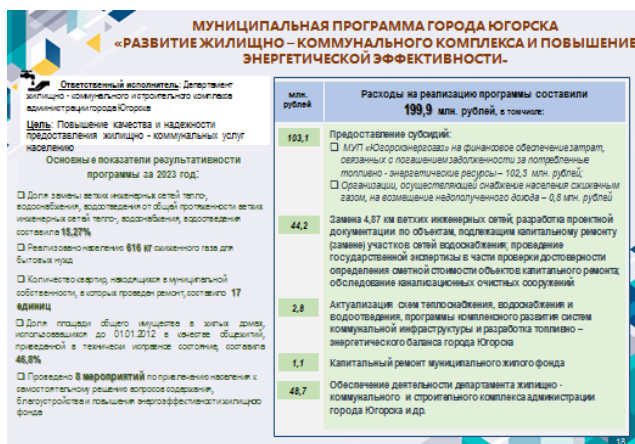 МУНИЦИПАЛЬНАЯ ПРОГРАММА ГОРОДА ЮГОРСКА
«РАЗВИТИЕ ЖИЛИЩНО – КОММУНАЛЬНОГО КОМПЛЕКСА И ПОВЫШЕНИЕ
ЭНЕРГЕТИЧЕСКОЙ ЭФФЕКТИВНОСТИ»
Ответственный исполнитель: Департамент
жилищно - коммунального и строительного комплекса
администрации города Югорска
Цель: Повышение качества и надежности
предоставления жилищно - коммунальных услуг
населению
Основные показатели результативности
программы за 2023 год:
❑ Доля замены ветхих инженерных сетей тепло-,
водоснабжения, водоотведения от общей протяженности ветхих
инженерных сетей тепло-, водоснабжения, водоотведения
составила 15,27%
❑ Реализовано населению 616 кг сжиженного газа для
бытовых нужд
❑ Количество квартир, находящихся в муниципальной
собственности, в которых проведен ремонт, составило 17
единиц
❑ Доля площади общего имущества в жилых домах,
использовавшихся до 01.01.2012 в качестве общежитий,
приведенной в технически исправное состояние, составила
46,8%
❑ Проведено 8 мероприятий по привлечению населения к
самостоятельному решению вопросов содержания,
благоустройства и повышения энергоэффективности жилищного
фонда
млн.
рублей
Расходы на реализацию программы составили
199,9 млн. рублей, в том числе:
103,1
Предоставление субсидий:
❑ МУП «Югорскэнергогаз» на финансовое обеспечение затрат,
связанных с погашением задолженности за потребленные
топливно - энергетические ресурсы – 102,3 млн. рублей;
❑ Организации, осуществляющей снабжение населения сжиженным
газом, на возмещение недополученного дохода – 0,8 млн. рублей
44,2
Замена 4,87 км ветхих инженерных сетей; разработка проектной
документации по объектам, подлежащим капитальному ремонту
(замене) участков сетей водоснабжения; проведение
государственной экспертизы в части проверки достоверности
определения сметной стоимости объектов капитального ремонта;
обследование канализационных очистных сооружений
2,8
Актуализация схем теплоснабжения, водоснабжения и
водоотведения, программы комплексного развития систем
коммунальной инфраструктуры и разработка топливно –
энергетического баланса города Югорска
1,1
Капитальный ремонт муниципального жилого фонда
48,7
Обеспечение деятельности департамента жилищно -
коммунального и строительного комплекса администрации
города Югорска и др.
18